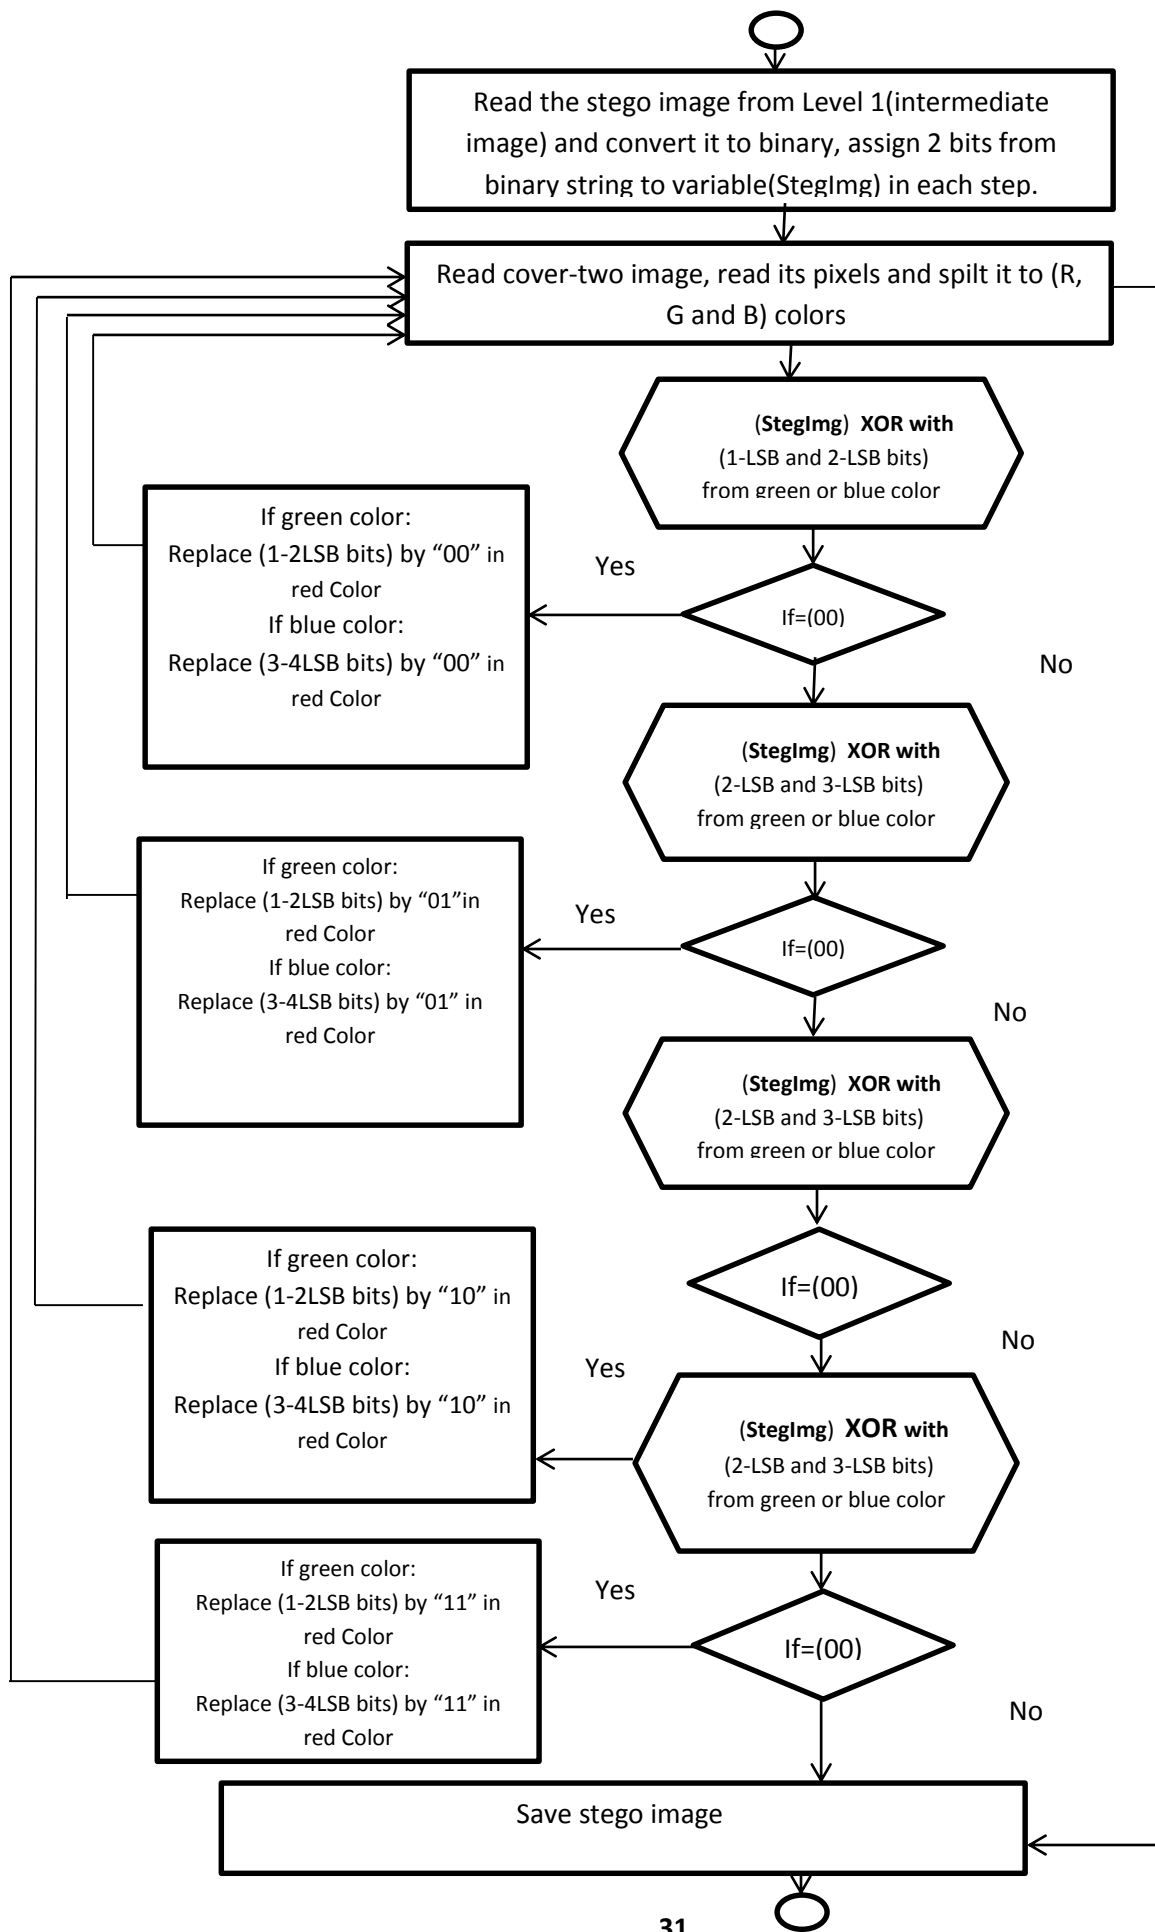 Read the stego image from Level 1(intermediate
image) and convert it to binary, assign 2 bits from
binary string to variable(StegImg) in each step.
Read cover-two image, read its pixels and spilt it to (R,
G and B) colors
(StegImg) XOR with
(1-LSB and 2-LSB bits)
from green or blue color
If green color:
Replace (1-2LSB bits) by “00” in
red Color
If blue color:
Replace (3-4LSB bits) by “00” in
red Color
Yes
If=(00)
No
(StegImg) XOR with
(2-LSB and 3-LSB bits)
from green or blue color
If green color:
Replace (1-2LSB bits) by “01”in
red Color
If blue color:
Replace (3-4LSB bits) by “01” in
red Color
Yes
If=(00)
No
(StegImg) XOR with
(2-LSB and 3-LSB bits)
from green or blue color
If=(00)
No
If green color:
Replace (1-2LSB bits) by “10” in
red Color
If blue color:
Replace (3-4LSB bits) by “10” in
red Color
Yes
(StegImg) XOR with
(2-LSB and 3-LSB bits)
from green or blue color
If green color:
Replace (1-2LSB bits) by “11” in
red Color
If blue color:
Replace (3-4LSB bits) by “11” in
red Color
Yes
If=(00)
No
Save stego image
31